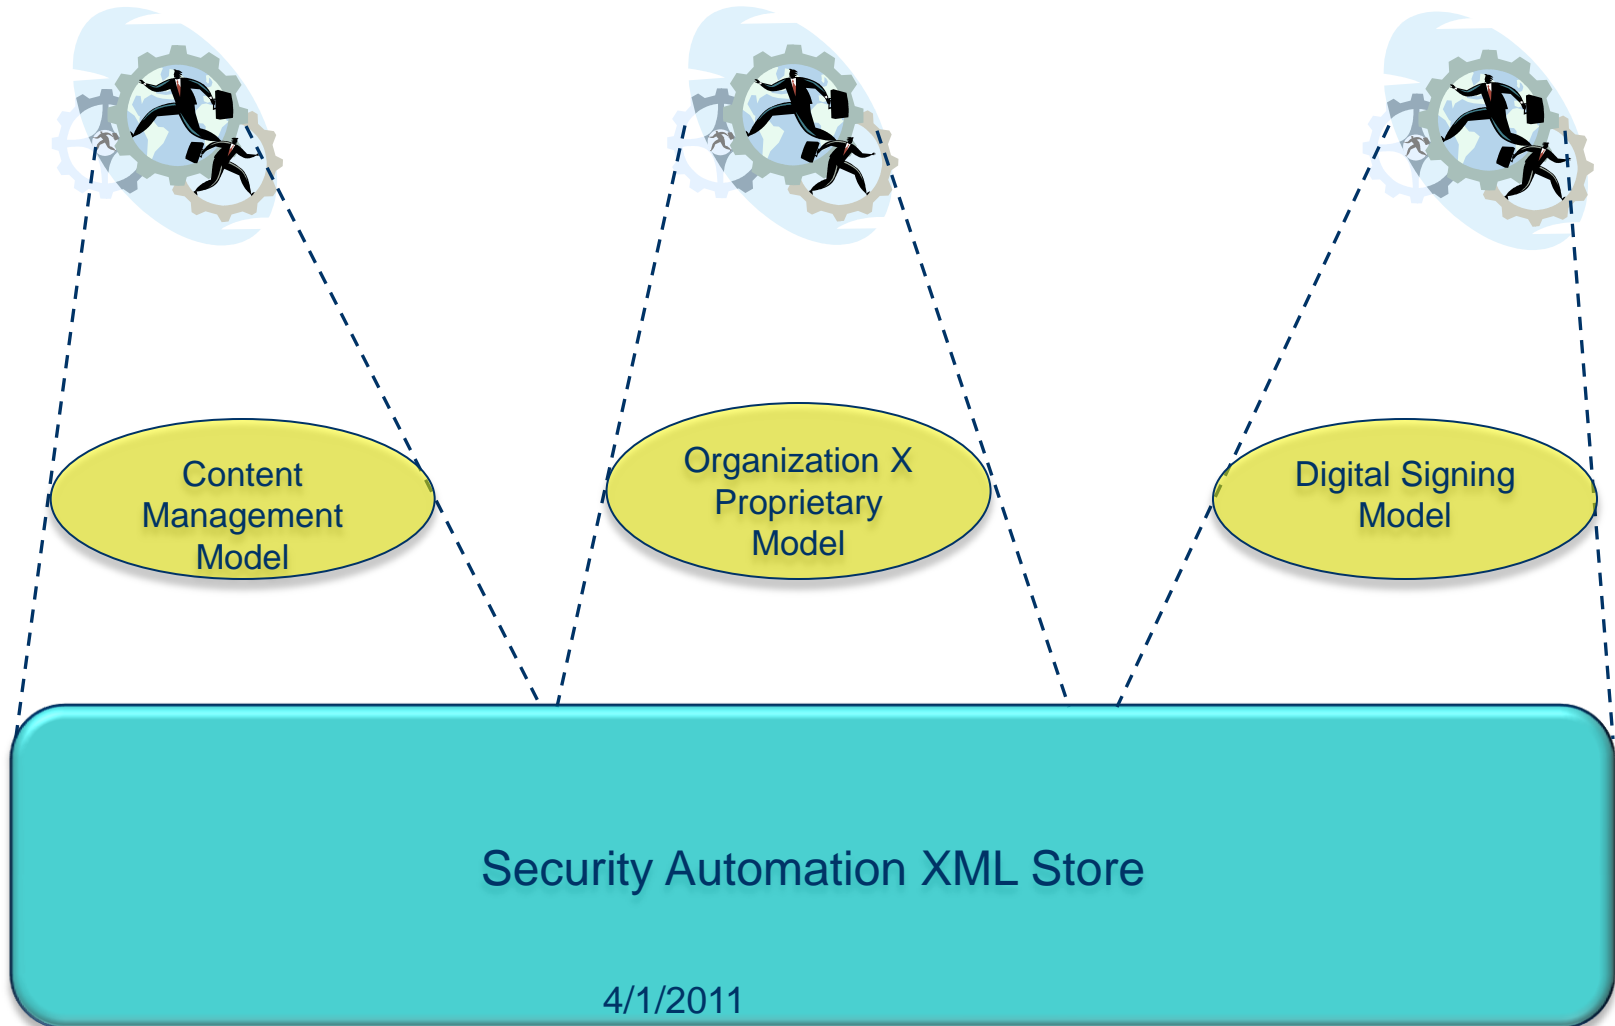 Content
Management
Model
Organization X
Proprietary
Model
Digital Signing
Model
Security Automation XML Store
4/1/2011